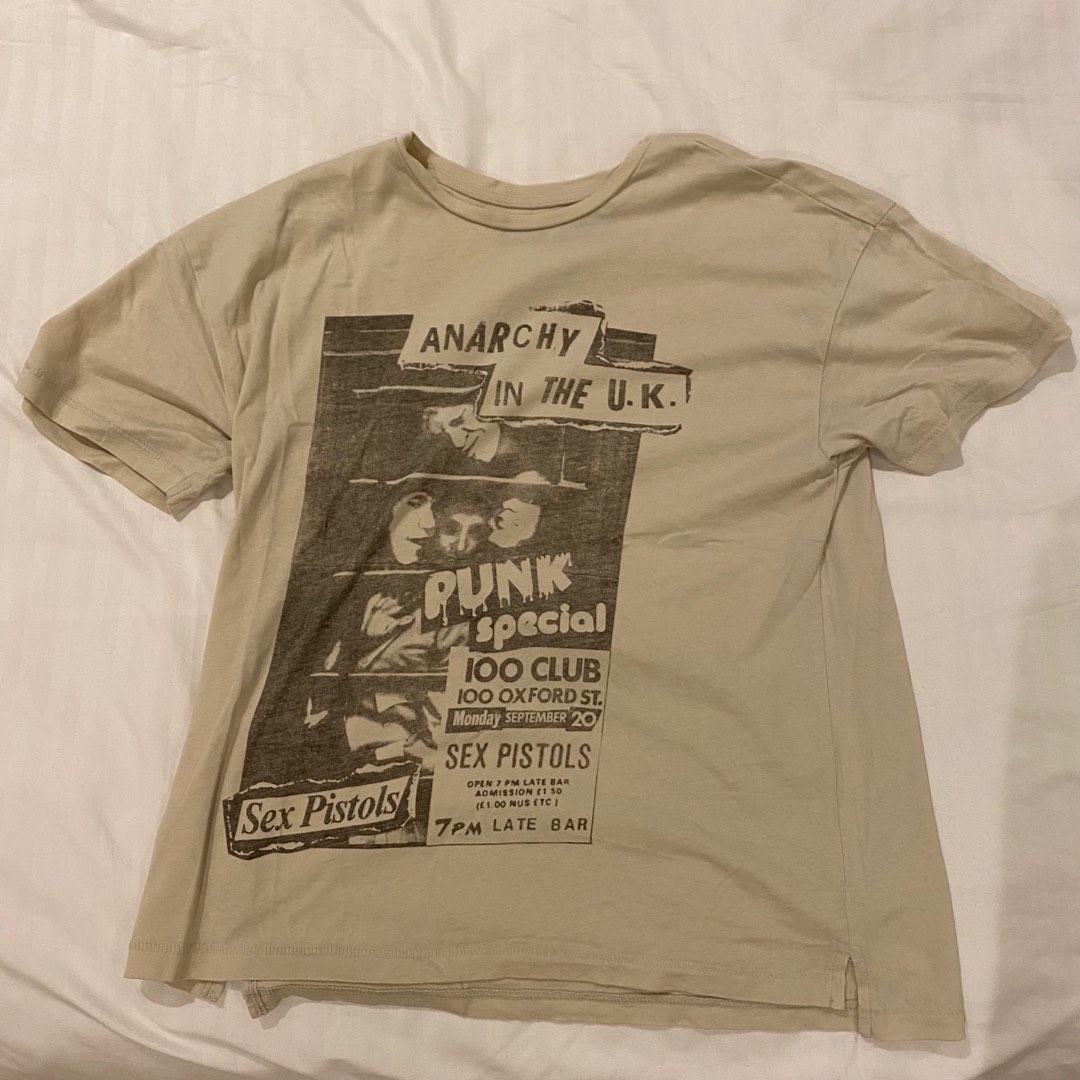 ANARCHY
IN THE U.K.
PUNK
special
100 CLUB
100 OXFORD ST.
Monday SEPTEMBER 20
SEX PISTOLS
OPEN 7 PM LATE BAR
ADMISSION £1 50
(£1.00 NUS ETC)
7PM LATE BAR
Sex Pistols